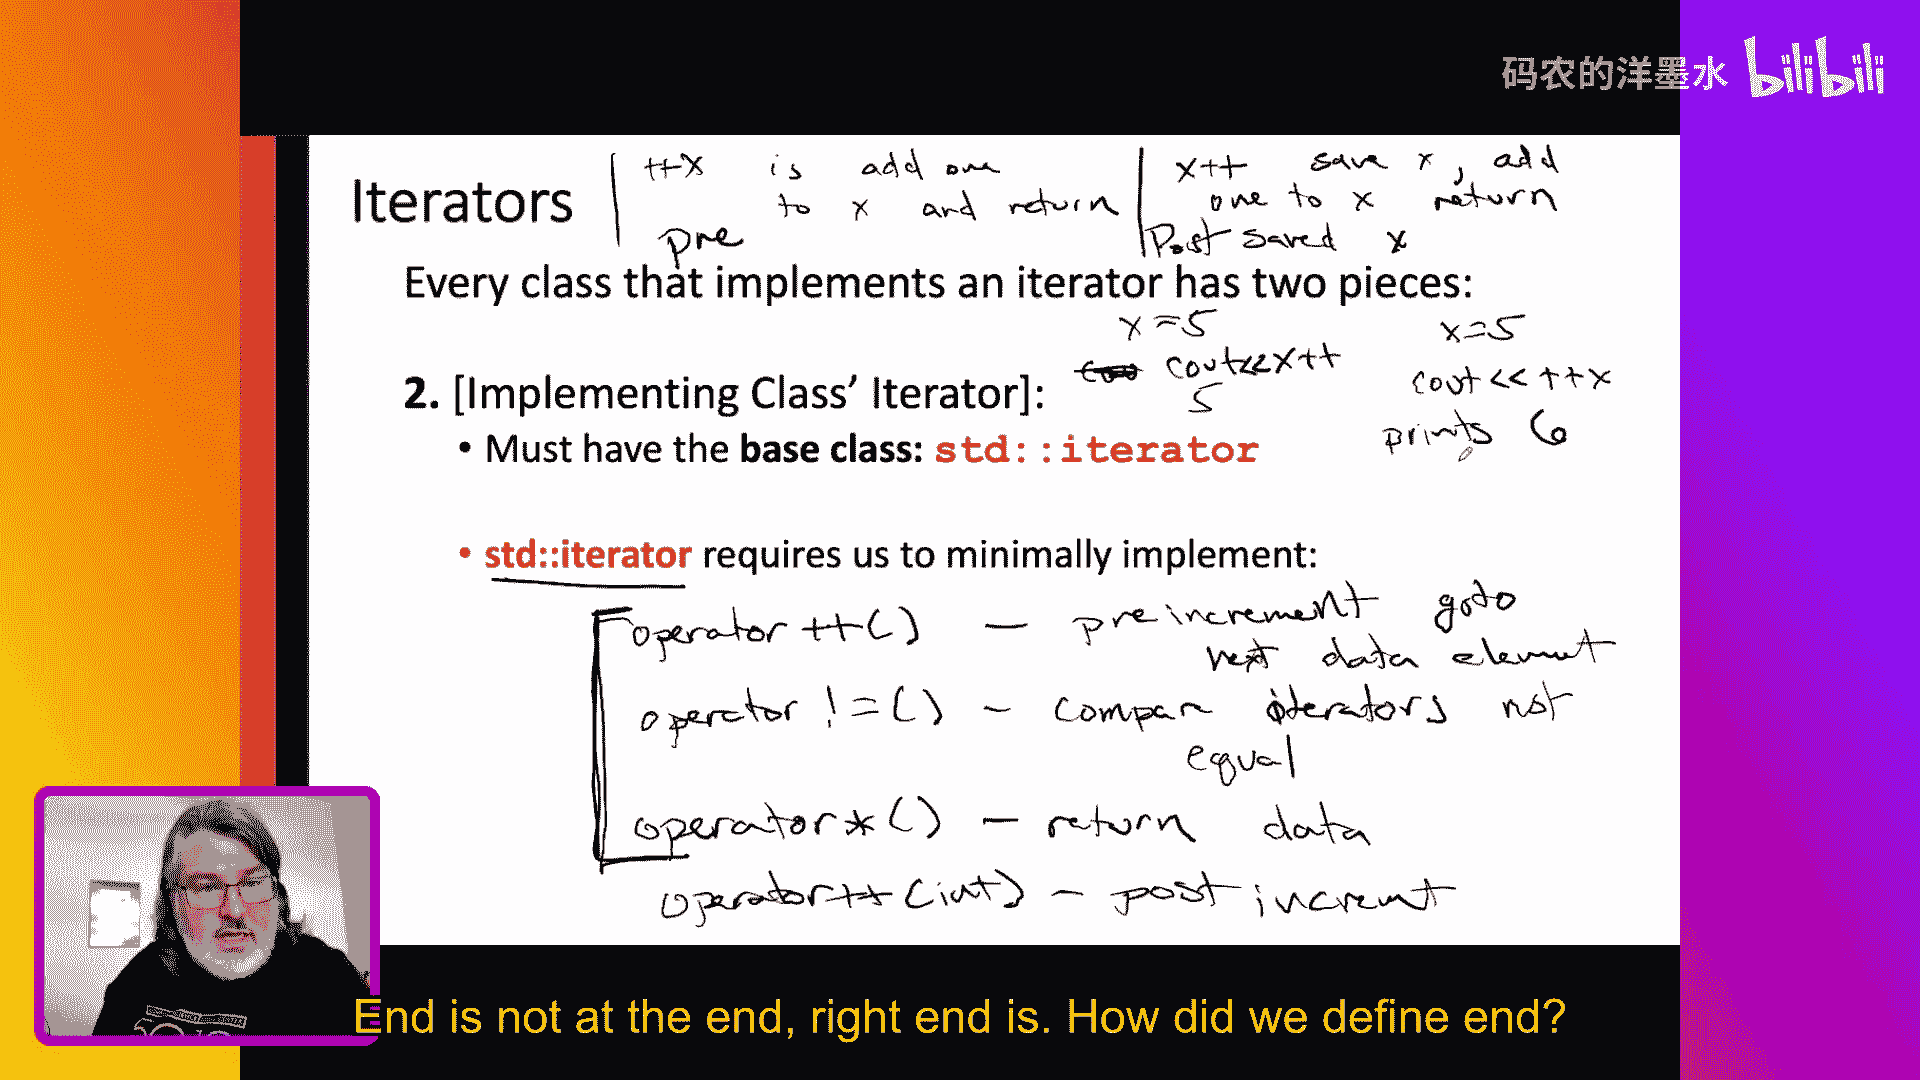 码农的洋墨水 bilibili
Iterators
++x is add one
to x and return
pre
x++ save x, add
one to x return
Post saved x
Every class that implements an iterator has two pieces:
x=5
cout<<x++
5
x=5
cout << ++x
prints 6
2. [Implementing Class’ Iterator]:
• Must have the base class: std::iterator
• std::iterator requires us to minimally implement:
operator ++() – preincrement goto
next data element
operator !=() – compar iterators not
equal
operator*() – return data
operator++(int) – post incremt
End is not at the end, right end is. How did we define end?